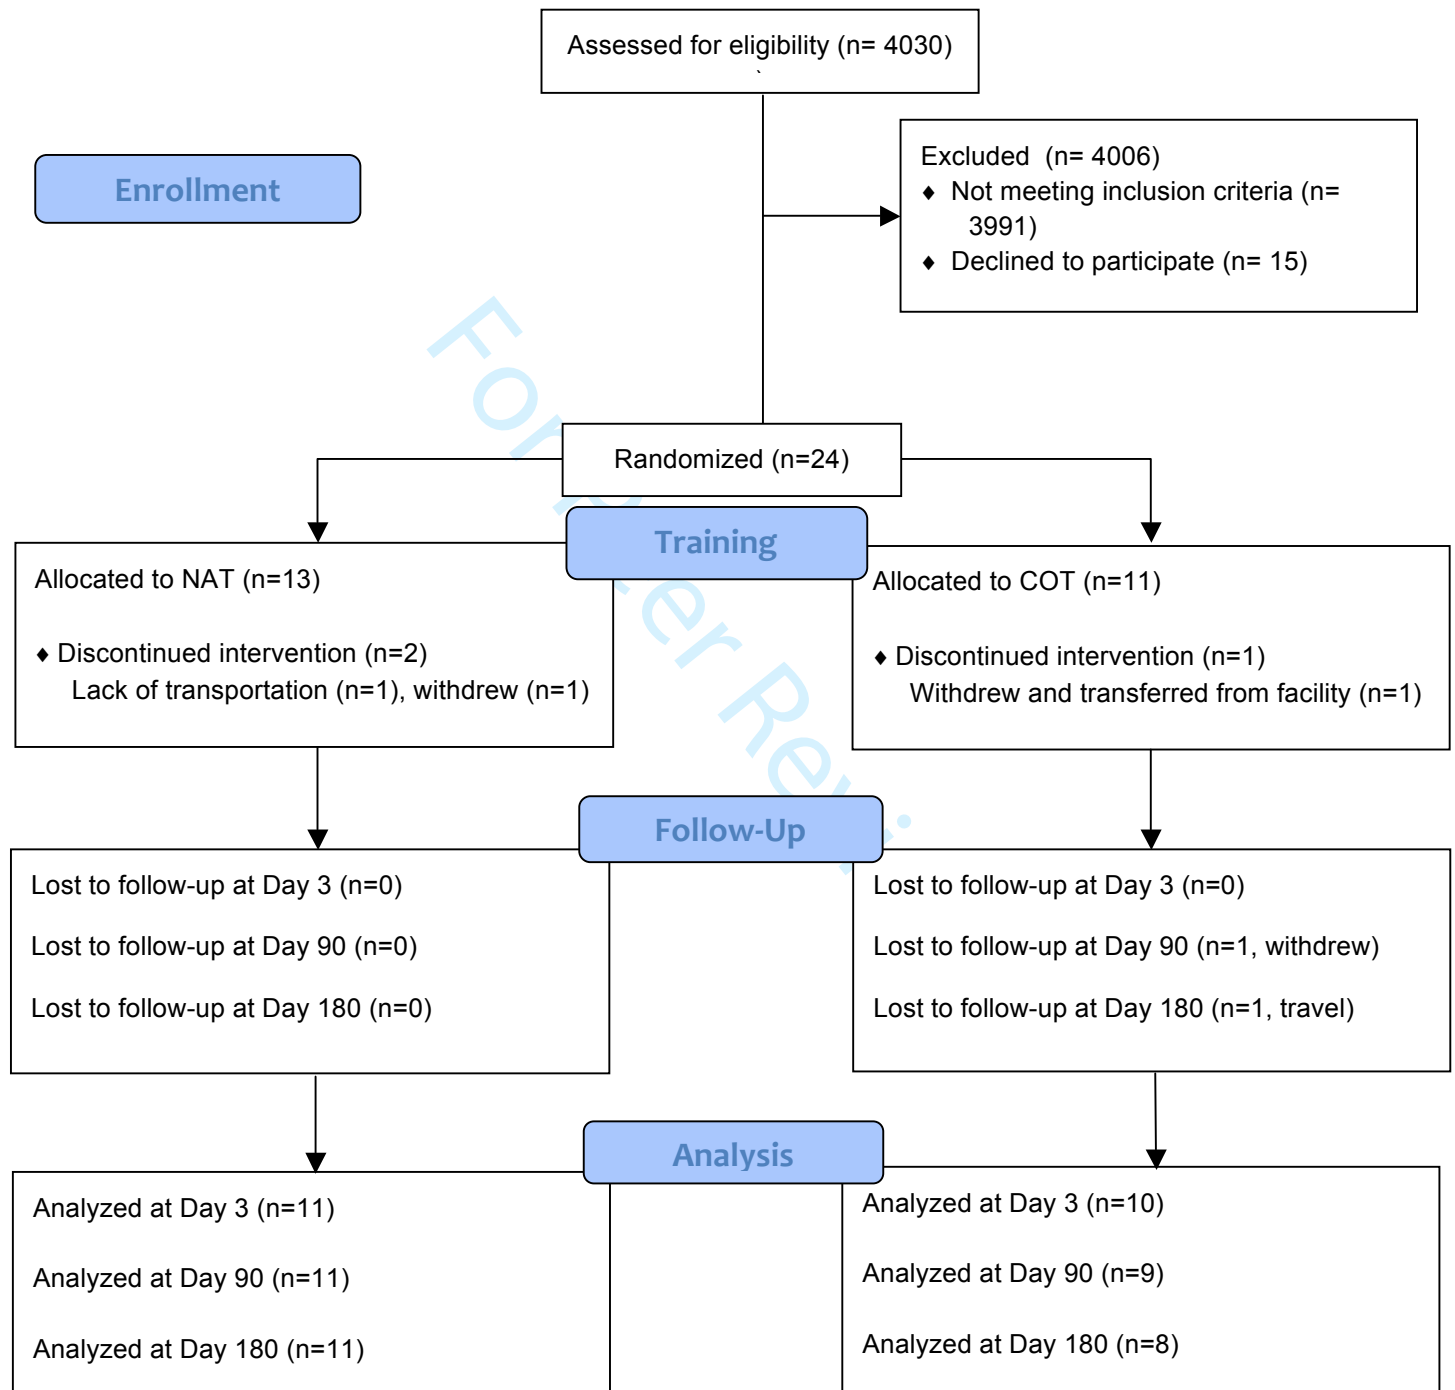 Assessed for eligibility (n= 4030)
Enrollment
Excluded  (n= 4006)
♦ Not meeting inclusion criteria (n=
3991)
♦ Declined to participate (n= 15)
Randomized (n=24)
Training
Allocated to NAT (n=13)
♦ Discontinued intervention (n=2)
Lack of transportation (n=1), withdrew (n=1)
Allocated to COT (n=11)
♦ Discontinued intervention (n=1)
Withdrew and transferred from facility (n=1)
Follow-Up
Lost to follow-up at Day 3 (n=0)
Lost to follow-up at Day 90 (n=0)
Lost to follow-up at Day 180 (n=0)
Lost to follow-up at Day 3 (n=0)
Lost to follow-up at Day 90 (n=1, withdrew)
Lost to follow-up at Day 180 (n=1, travel)
Analysis
Analyzed at Day 3 (n=11)
Analyzed at Day 90 (n=11)
Analyzed at Day 180 (n=11)
Analyzed at Day 3 (n=10)
Analyzed at Day 90 (n=9)
Analyzed at Day 180 (n=8)
For